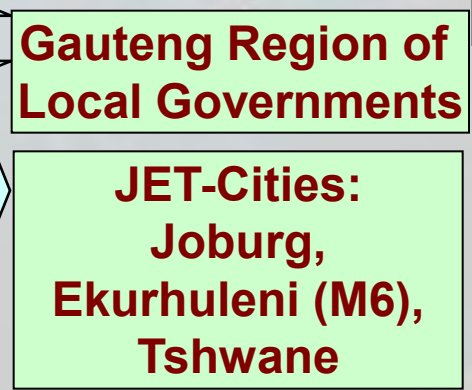 Gauteng Region of
Local Governments
JET-Cities:
Joburg,
Ekurhuleni (M6),
Tshwane